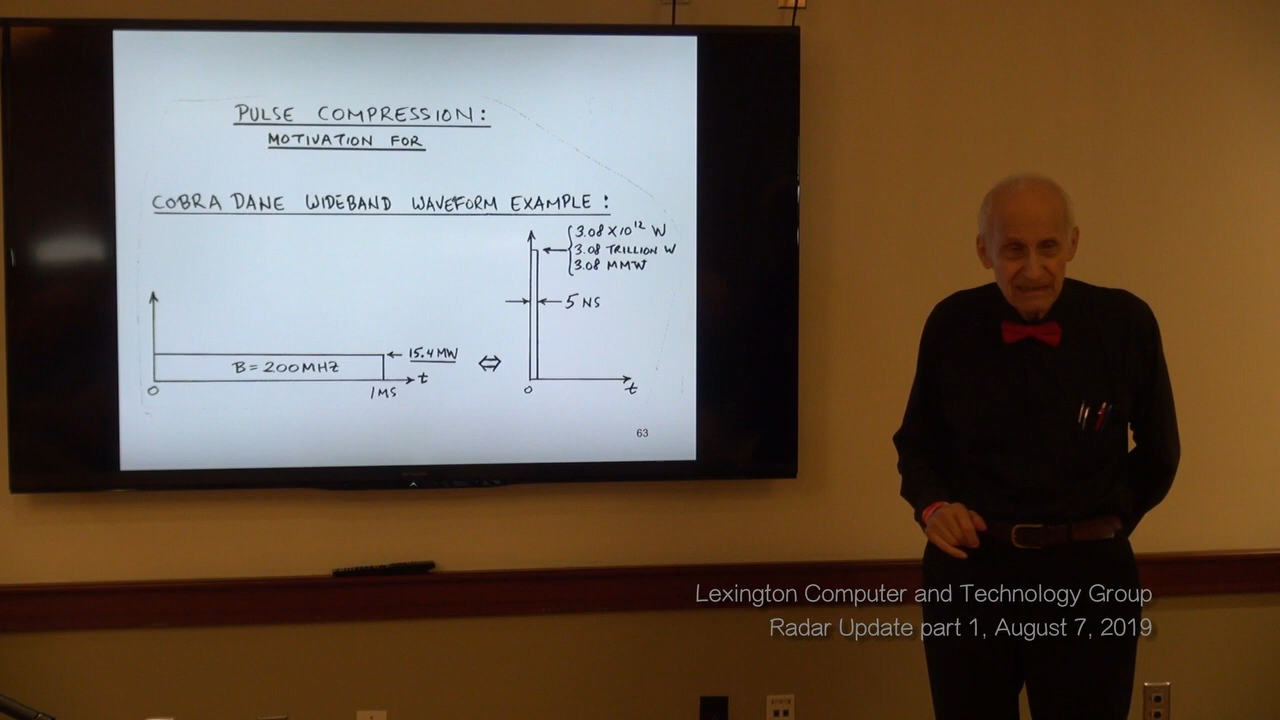 PULSE COMPRESSION:
MOTIVATION FOR
COBRA DANE WIDEBAND WAVEFORM EXAMPLE:
3.08 X 10¹² W
3.08 TRILLION W
3.08 MMW
5 NS
15.4 MW
B = 200 MHZ
t
0
1MS
0
t
63
Lexington Computer and Technology Group
Radar Update part 1, August 7, 2019